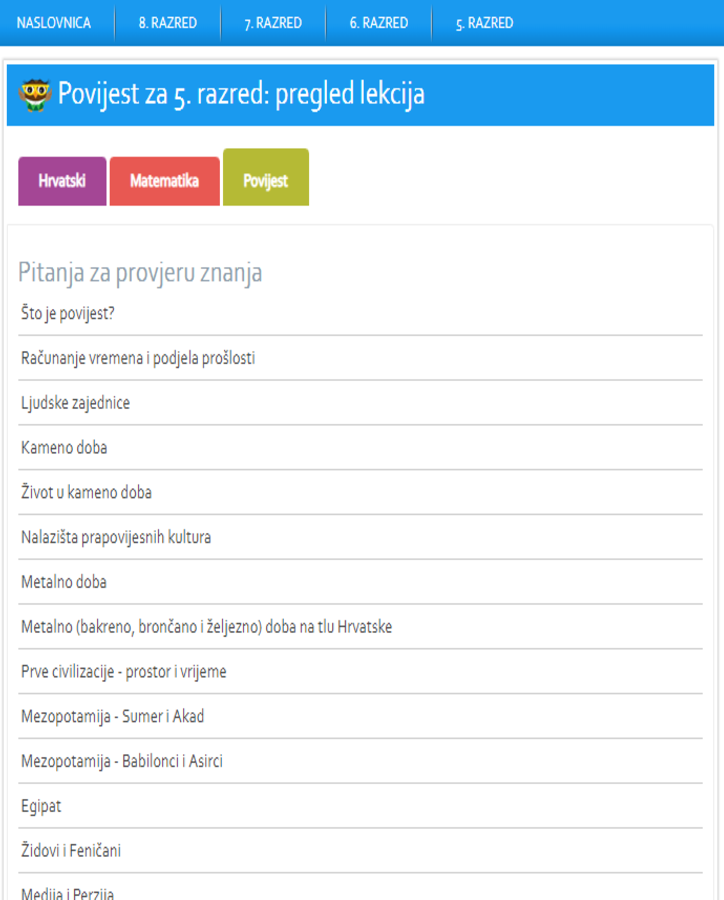 NASLOVNICA 8. RAZRED 7. RAZRED 6. RAZRED 5. RAZRED
Povijest za 5. razred: pregled lekcija
Hrvatski Matematika Povijest
Pitanja za provjeru znanja
Što je povijest?
Računanje vremena i podjela prošlosti
Ljudske zajednice
Kameno doba
Život u kameno doba
Nalazišta prapovijesnih kultura
Metalno doba
Metalno (bakreno, brončano i željezno) doba na tlu Hrvatske
Prve civilizacije - prostor i vrijeme
Mezopotamija - Sumer i Akad
Mezopotamija - Babilonci i Asirci
Egipat
Židovi i Feničani
Medija i Perzija